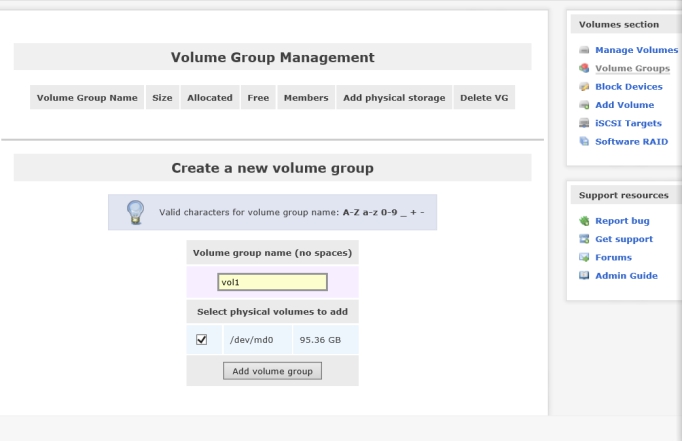 Volume Group Management
Volume Group Name Size Allocated Free Members Add physical storage Delete VG
Create a new volume group
Valid characters for volume group name: A-Z a-z 0-9 _ + -
Volume group name (no spaces)
vol1
Select physical volumes to add
/dev/md0 95.36 GB
Add volume group
Volumes section
Manage Volumes
Volume Groups
Block Devices
Add Volume
iSCSI Targets
Software RAID
Support resources
Report bug
Get support
Forums
Admin Guide